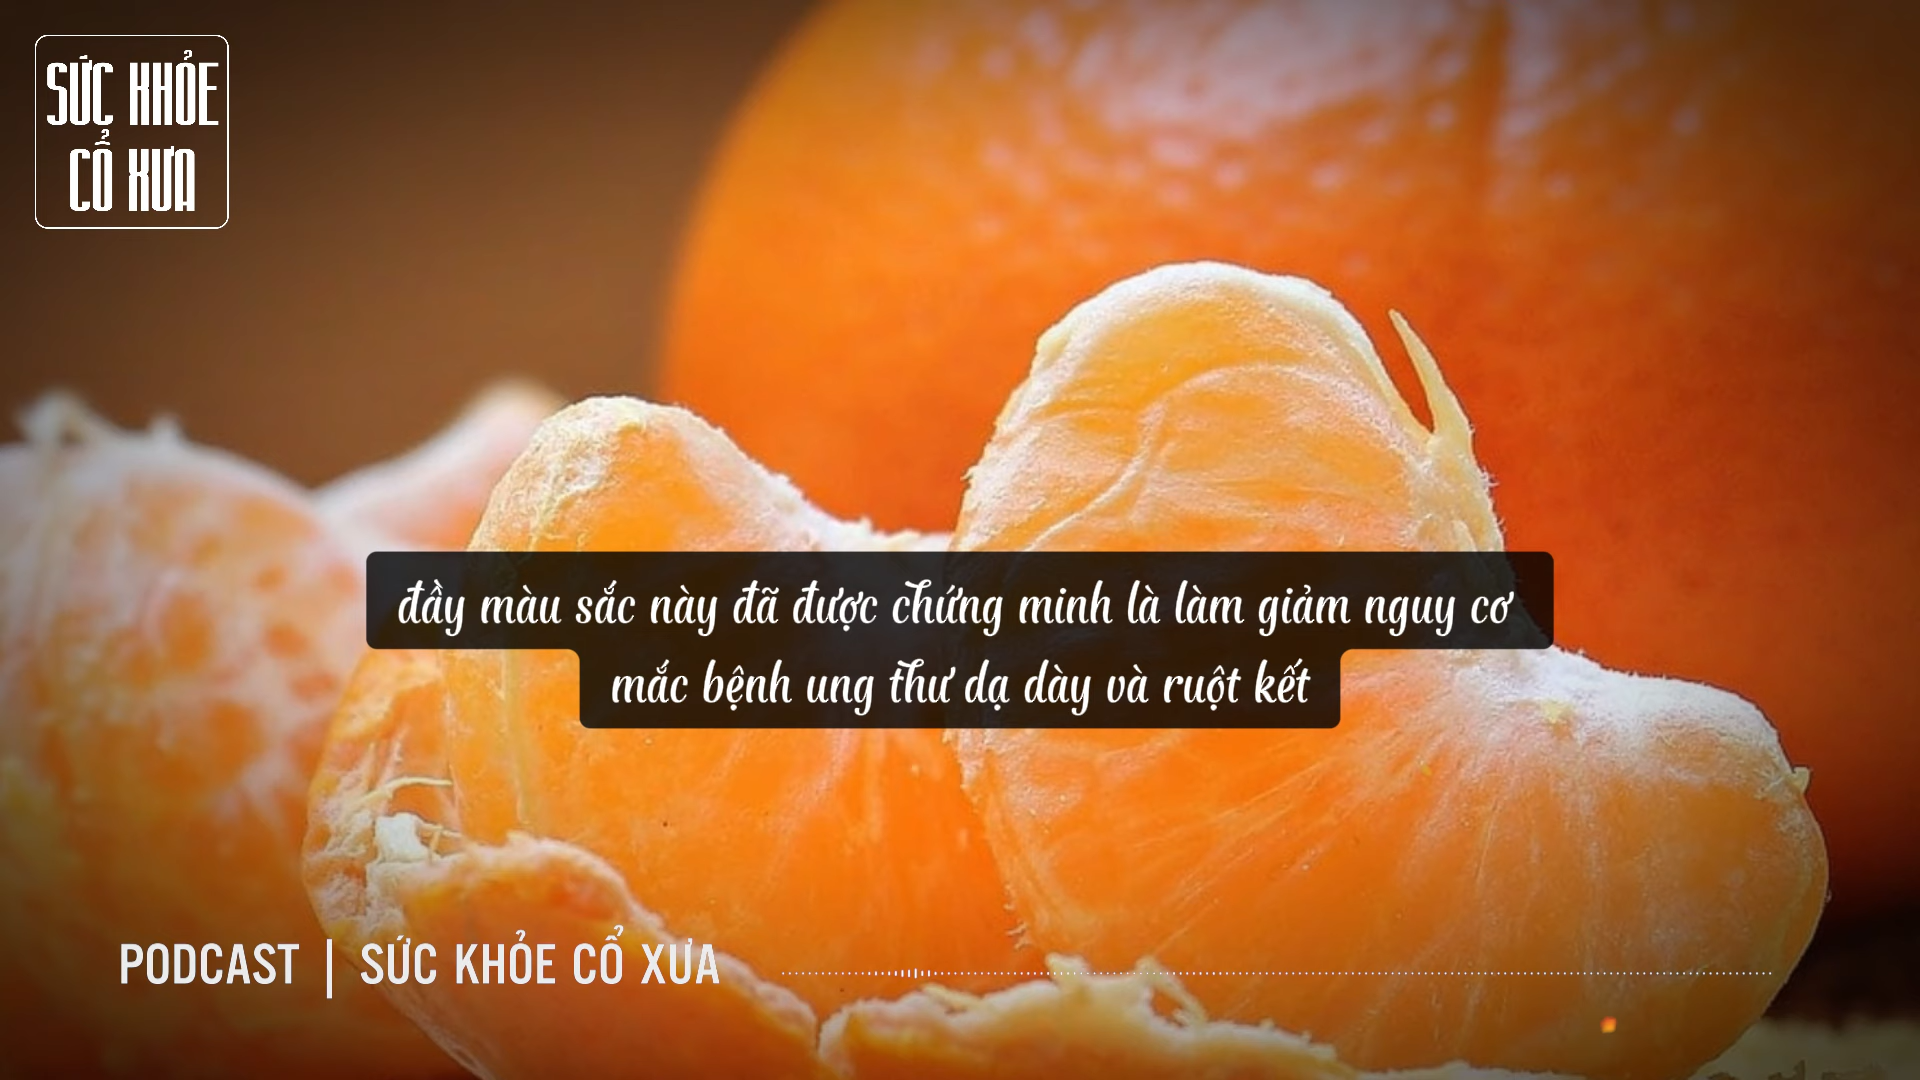 SỨC KHỎE
CỔ XƯA
đầy màu sắc này đã được chứng minh là làm giảm nguy cơ
mắc bệnh ung thư dạ dày và ruột kết
PODCAST | SỨC KHỎE CỔ XƯA